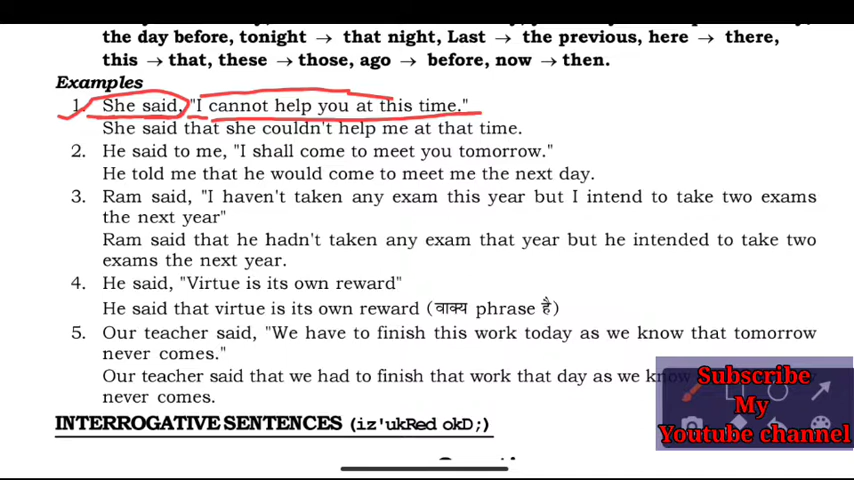 the day before, tonight → that night, Last → the previous, here → there,
this → that, these → those, ago → before, now → then.
Examples
1. She said, "I cannot help you at this time."
She said that she couldn't help me at that time.
2. He said to me, "I shall come to meet you tomorrow."
He told me that he would come to meet me the next day.
3. Ram said, "I haven't taken any exam this year but I intend to take two exams
the next year"
Ram said that he hadn't taken any exam that year but he intended to take two
exams the next year.
4. He said, "Virtue is its own reward"
He said that virtue is its own reward (वाक्य phrase है)
5. Our teacher said, "We have to finish this work today as we know that tomorrow
never comes."
Our teacher said that we had to finish that work that day as we know
never comes.
INTERROGATIVE SENTENCES (iz'ukRed okD;)
Subscribe
My
Youtube channel